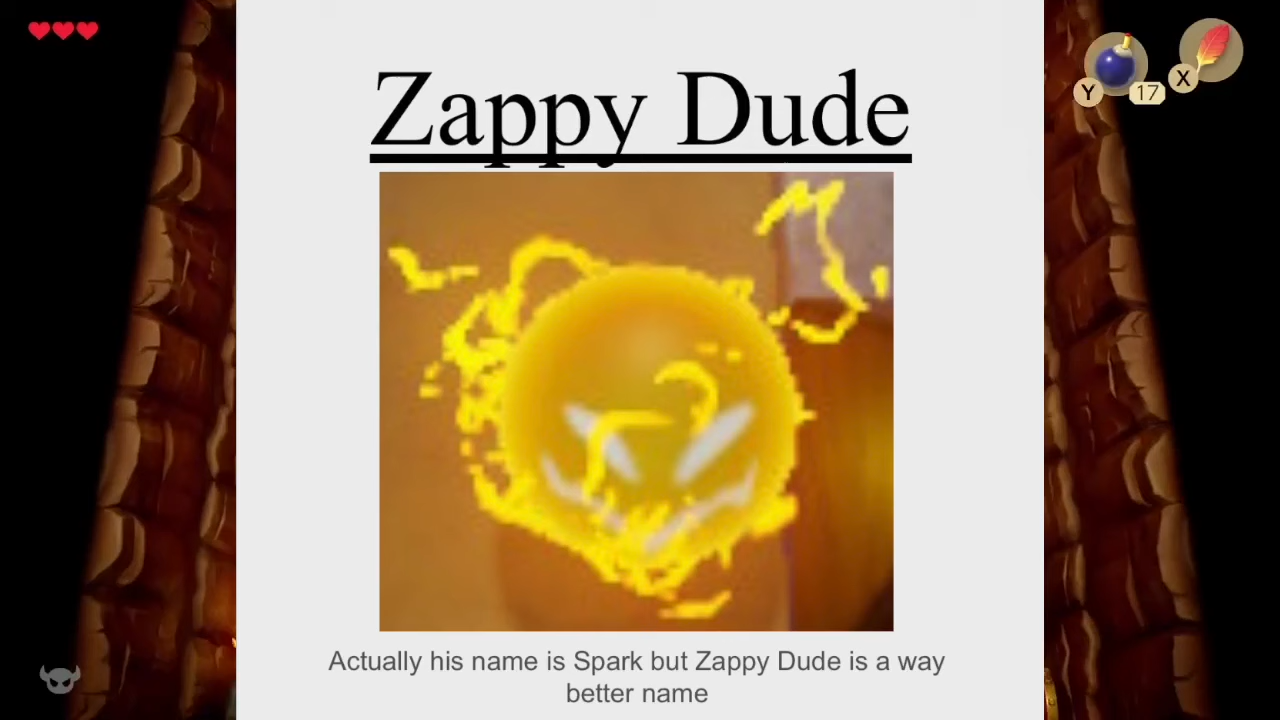 Zappy Dude
Y
17
X
Actually his name is Spark but Zappy Dude is a way
better name